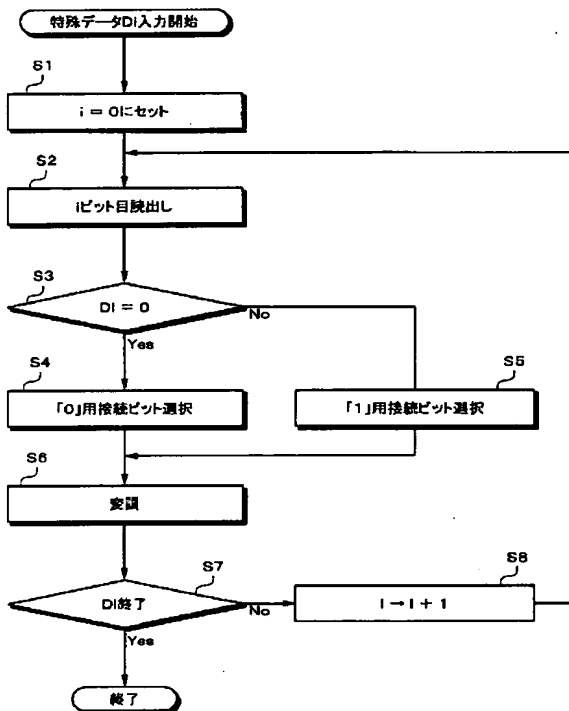 特殊データDi入力開始
S1
i = 0にセット
S2
iビット目読出し
S3
Di = 0
No
Yes
S4
「0」用接続ビット選択
S5
「1」用接続ビット選択
S6
変調
S7
Di終了
No
Yes
S8
i → i + 1
終了